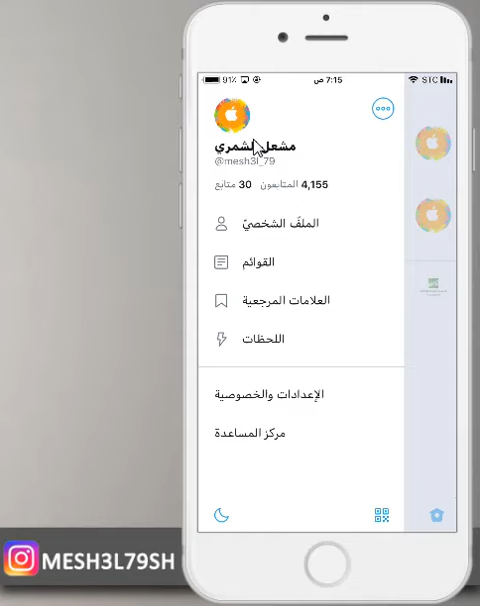 91%
7:15 ص
STC
مشعل الشمري
@mesh3l_79
4,155 المتابعون 30 متابع
الملفّ الشخصيّ
القوائم
العلامات المرجعية
اللحظات
الإعدادات والخصوصية
مركز المساعدة
MESH3L79SH